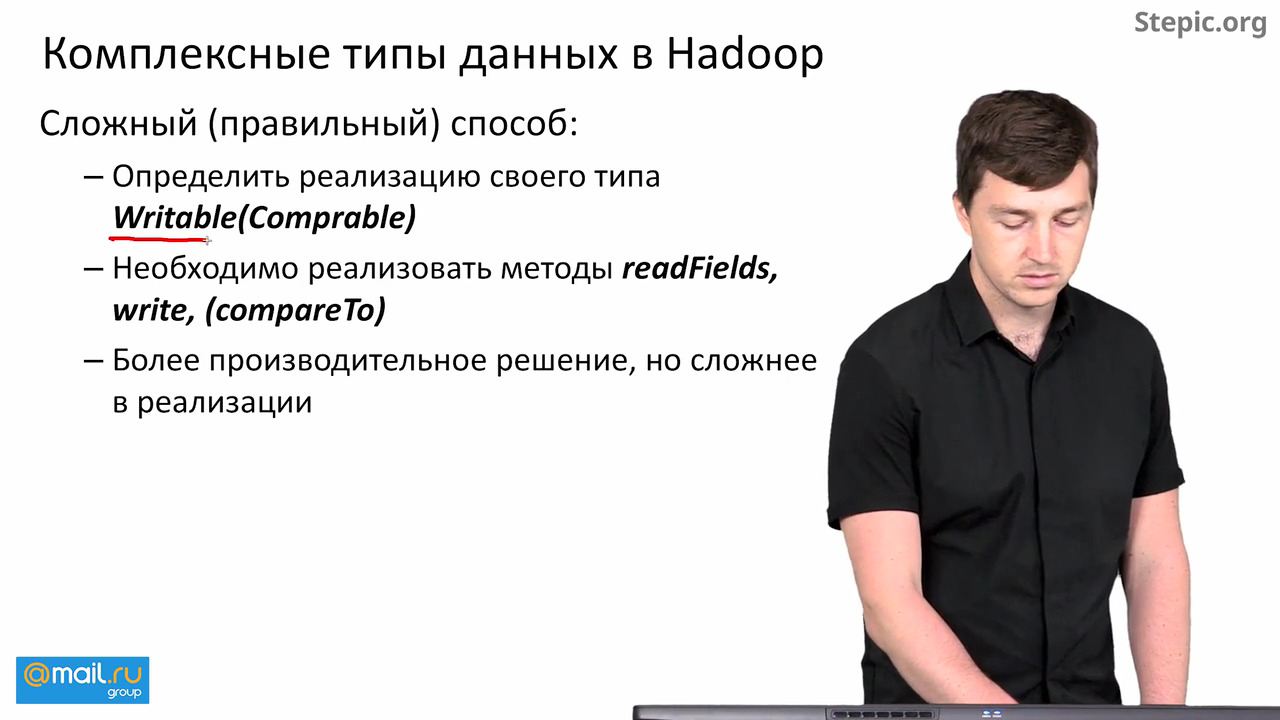 Stepic.org
Комплексные типы данных в Hadoop
Сложный (правильный) способ:
– Определить реализацию своего типа
Writable(Comprable)
– Необходимо реализовать методы readFields,
write, (compareTo)
– Более производительное решение, но сложнее
в реализации
@mail.ru
group